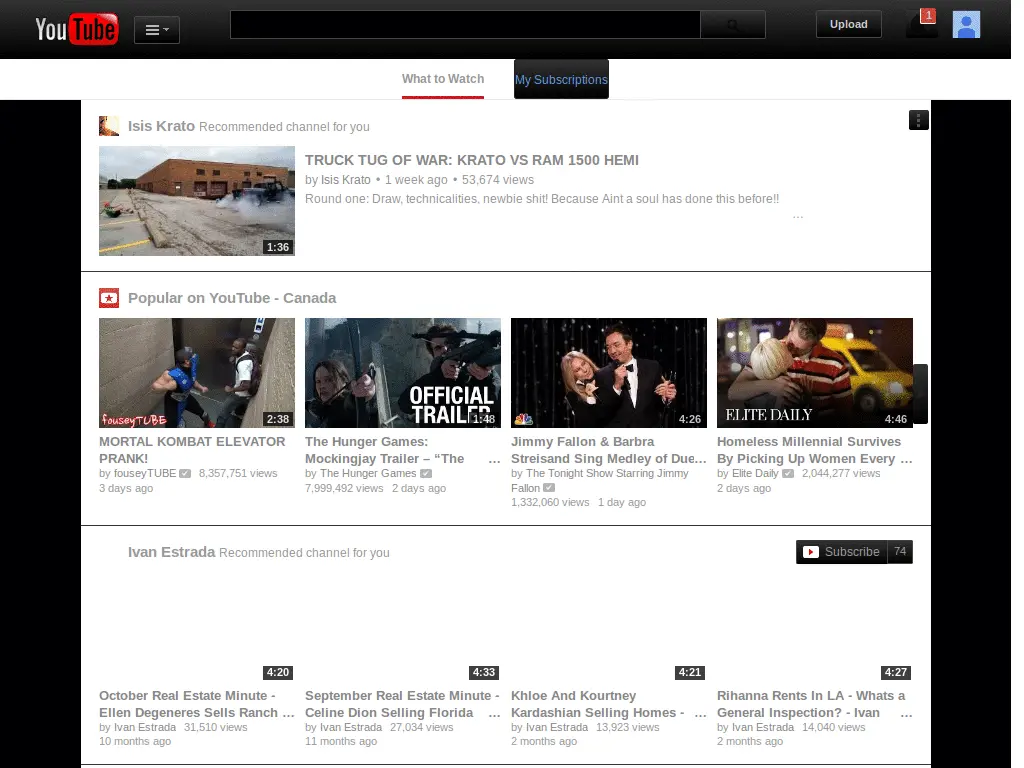 YouTube
Upload
1
What to Watch
My Subscriptions
Isis Krato Recommended channel for you
TRUCK TUG OF WAR: KRATO VS RAM 1500 HEMI
by Isis Krato • 1 week ago • 53,674 views
Round one: Draw, technicalities, newbie shit! Because Aint a soul has done this before!!
...
1:36
Popular on YouTube - Canada
fouseyTUBE
2:38
OFFICIAL
TRAILER
1:48
4:26
ELITE DAILY
4:46
MORTAL KOMBAT ELEVATOR
PRANK!
by fouseyTUBE 8,357,751 views
3 days ago
The Hunger Games:
Mockingjay Trailer – “The ...
by The Hunger Games
7,999,492 views 2 days ago
Jimmy Fallon & Barbra
Streisand Sing Medley of Due...
by The Tonight Show Starring Jimmy
Fallon
1,332,060 views 1 day ago
Homeless Millennial Survives
By Picking Up Women Every ...
by Elite Daily 2,044,277 views
2 days ago
Ivan Estrada Recommended channel for you
Subscribe 74
4:20
4:33
4:21
4:27
October Real Estate Minute -
Ellen Degeneres Sells Ranch ...
by Ivan Estrada 31,510 views
10 months ago
September Real Estate Minute -
Celine Dion Selling Florida ...
by Ivan Estrada 27,034 views
11 months ago
Khloe And Kourtney
Kardashian Selling Homes - ...
by Ivan Estrada 13,923 views
2 months ago
Rihanna Rents In LA - Whats a
General Inspection? - Ivan ...
by Ivan Estrada 14,040 views
2 months ago